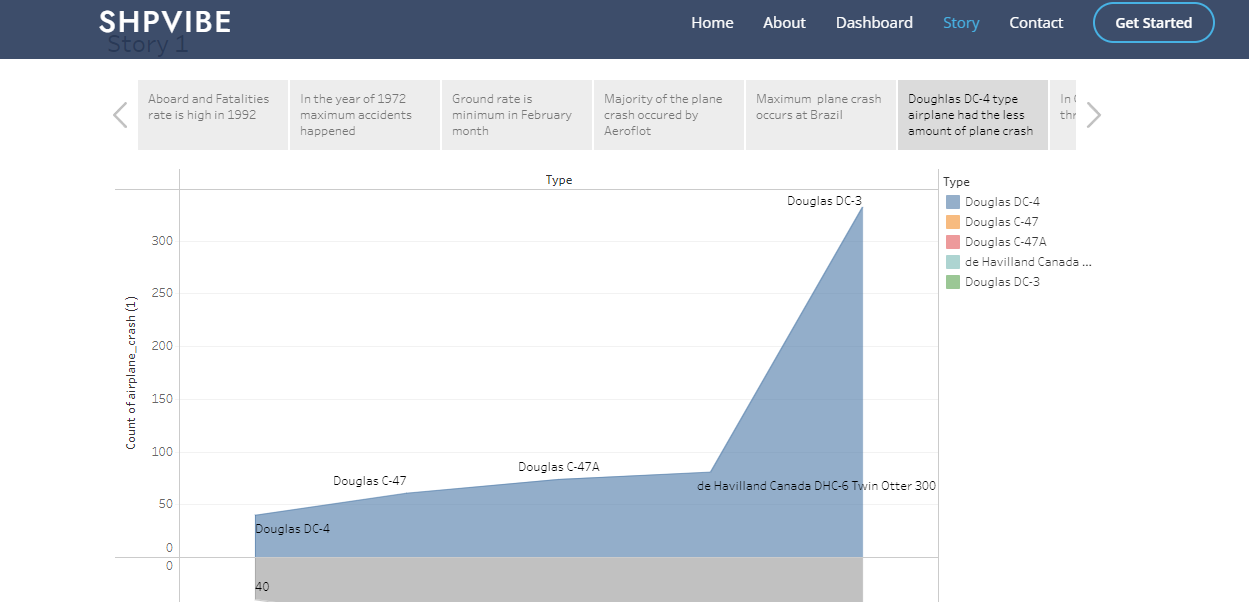 SHPVIBE
Home About Dashboard Story Contact Get Started
Story 1
Aboard and Fatalities
rate is high in 1992
In the year of 1972
maximum accidents
happened
Ground rate is
minimum in February
month
Majority of the plane
crash occured by
Aeroflot
Maximum plane crash
occurs at Brazil
Doughlas DC-4 type
airplane had the less
amount of plane crash
In
thr
Type
Count of airplane_crash (1)
300
250
200
150
100
50
0
0
Douglas DC-3
Douglas C-47A
Douglas C-47
de Havilland Canada DHC-6 Twin Otter 300
Douglas DC-4
40
Type
Douglas DC-4
Douglas C-47
Douglas C-47A
de Havilland Canada ...
Douglas DC-3